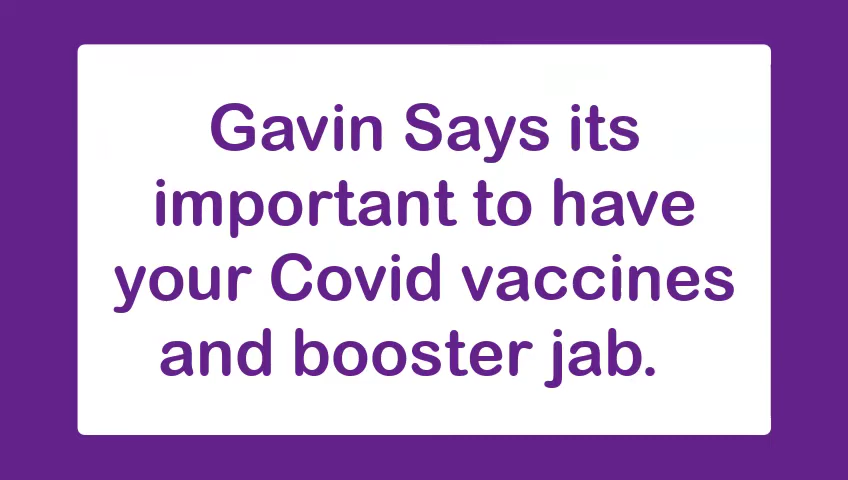 Gavin Says its
important to have
your Covid vaccines
and booster jab.